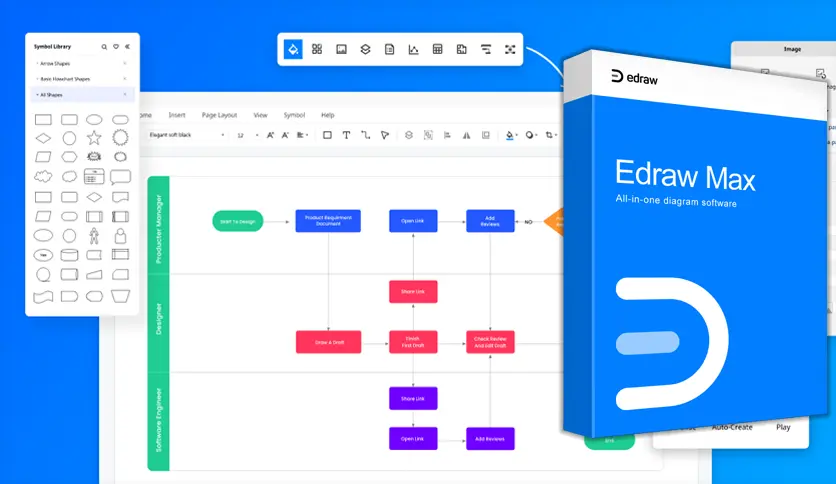 Symbol Library
Arrow Shapes
Basic Flowchart Shapes
All Shapes
Image
ome
Insert
Page Layout
View
Symbol
Help
Elegant soft black
12
Producter Manager
Start To Design
Product Requirment
Document
Open Link
Add
Reviews
NO
Designer
Share Link
Draw A Draft
Finish
First Draft
Check Review
And Edit Draft
Software Engineer
Share Link
Open Link
Add Reviews
edraw
Edraw Max
All-in-one diagram software
Auto-Create
Play